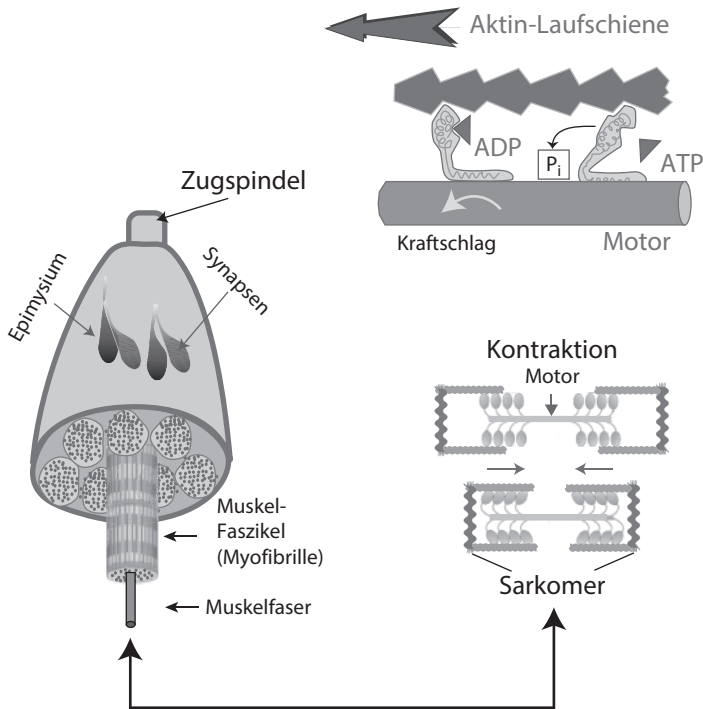 Aktin-Laufschiene
ADP
Pi
ATP
Kraftschlag
Motor
Zugspindel
Epimysium
Synapsen
Muskel-
Faszikel
(Myofibrille)
Muskelfaser
Kontraktion
Motor
Sarkomer